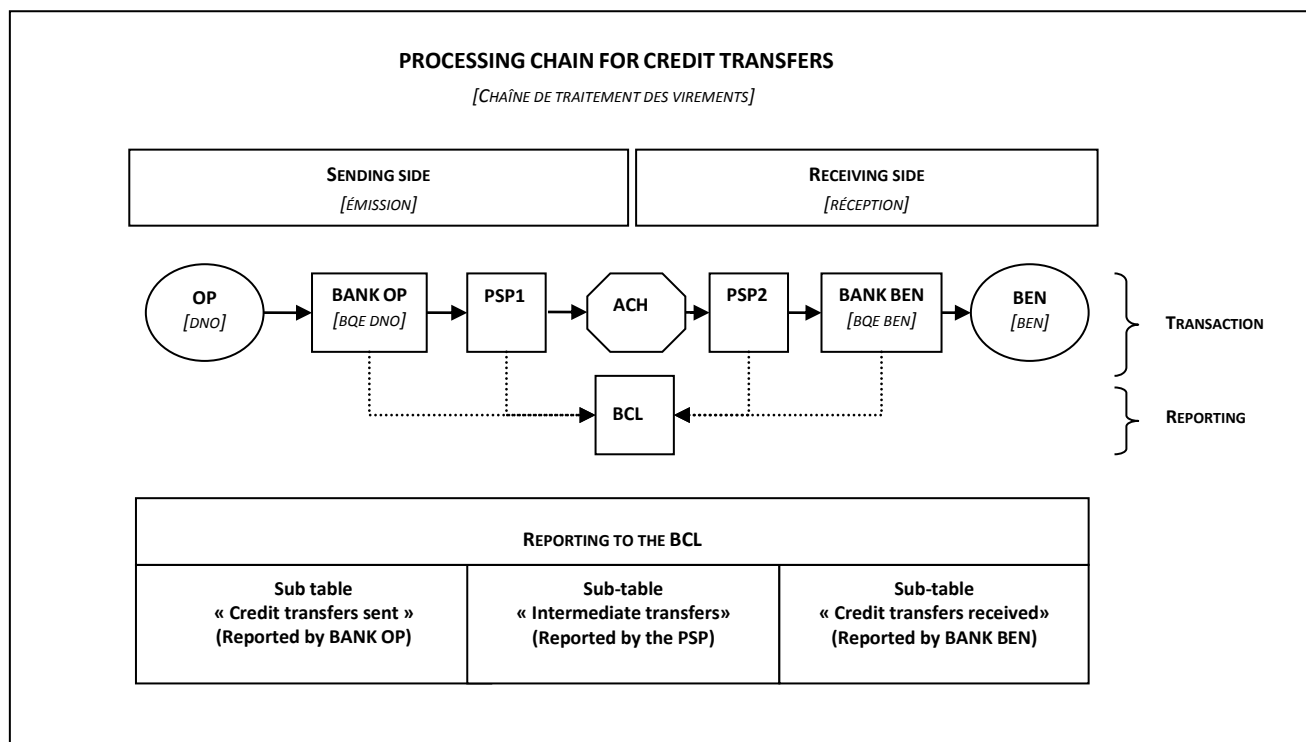 PROCESSING CHAIN FOR CREDIT TRANSFERS
[CHAÎNE DE TRAITEMENT DES VIREMENTS]
SENDING SIDE
[ÉMISSION]
RECEIVING SIDE
[RÉCEPTION]
OP
[DNO]
BANK OP
[BQE DNO]
PSP1
ACH
PSP2
BANK BEN
[BQE BEN]
BEN
[BEN]
TRANSACTION
BCL
REPORTING
REPORTING TO THE BCL
Sub table
« Credit transfers sent »
(Reported by BANK OP)
Sub-table
« Intermediate transfers»
(Reported by the PSP)
Sub-table
« Credit transfers received»
(Reported by BANK BEN)